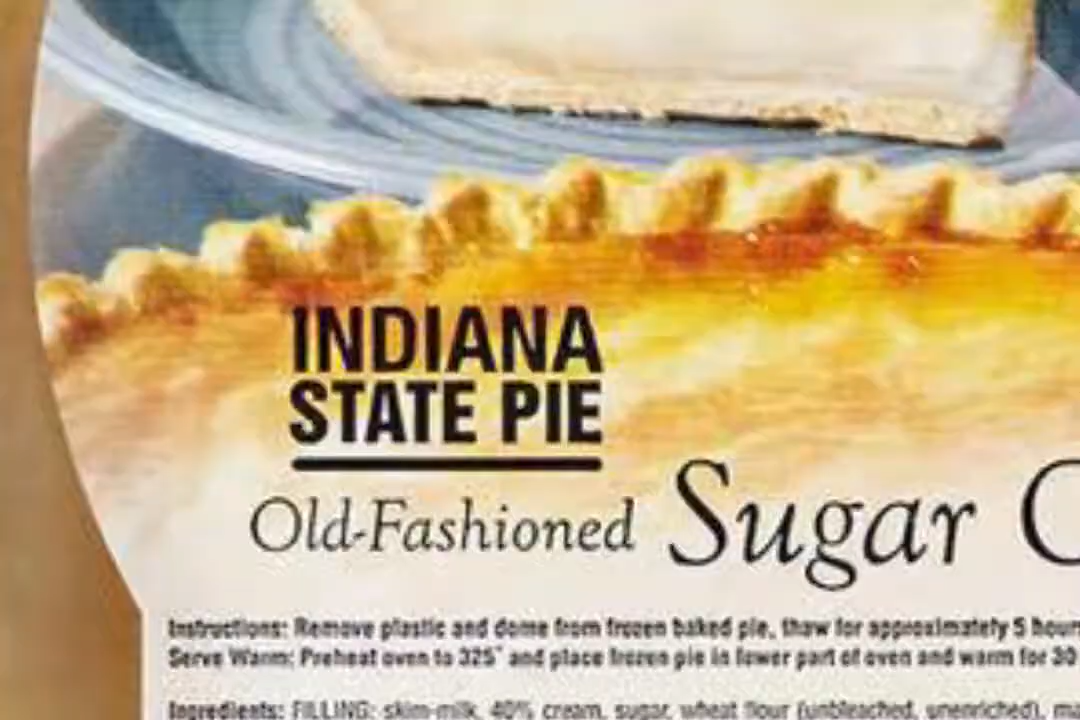 INDIANA
STATE PIE
Old-Fashioned Sugar C
Instructions: Remove plastic and dome from frozen baked pie, thaw for approximately 5 hour
Serve Warm: Preheat oven to 325° and place frozen pie in lower part of oven and warm for 30
Ingredients: FILLING: skim-milk, 40% cream, sugar, wheat flour (unbleached, unenriched),